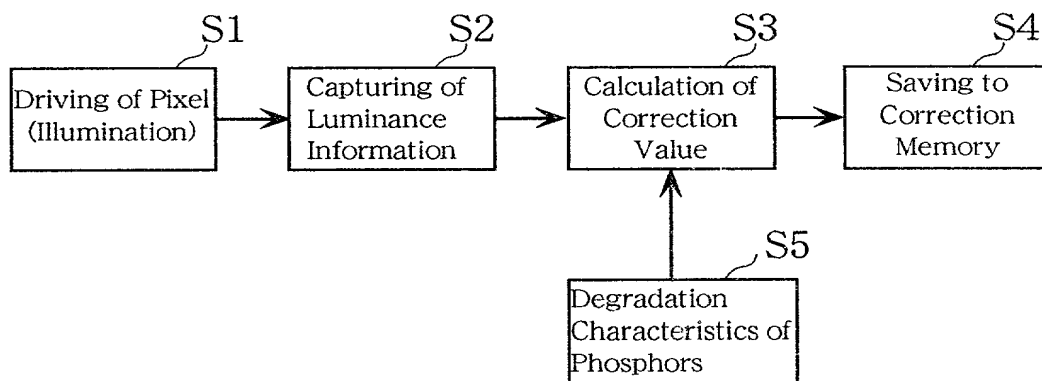 S1
Driving of Pixel
(Illumination)
S2
Capturing of
Luminance
Information
S3
Calculation of
Correction
Value
S4
Saving to
Correction
Memory
S5
Degradation
Characteristics of
Phosphors